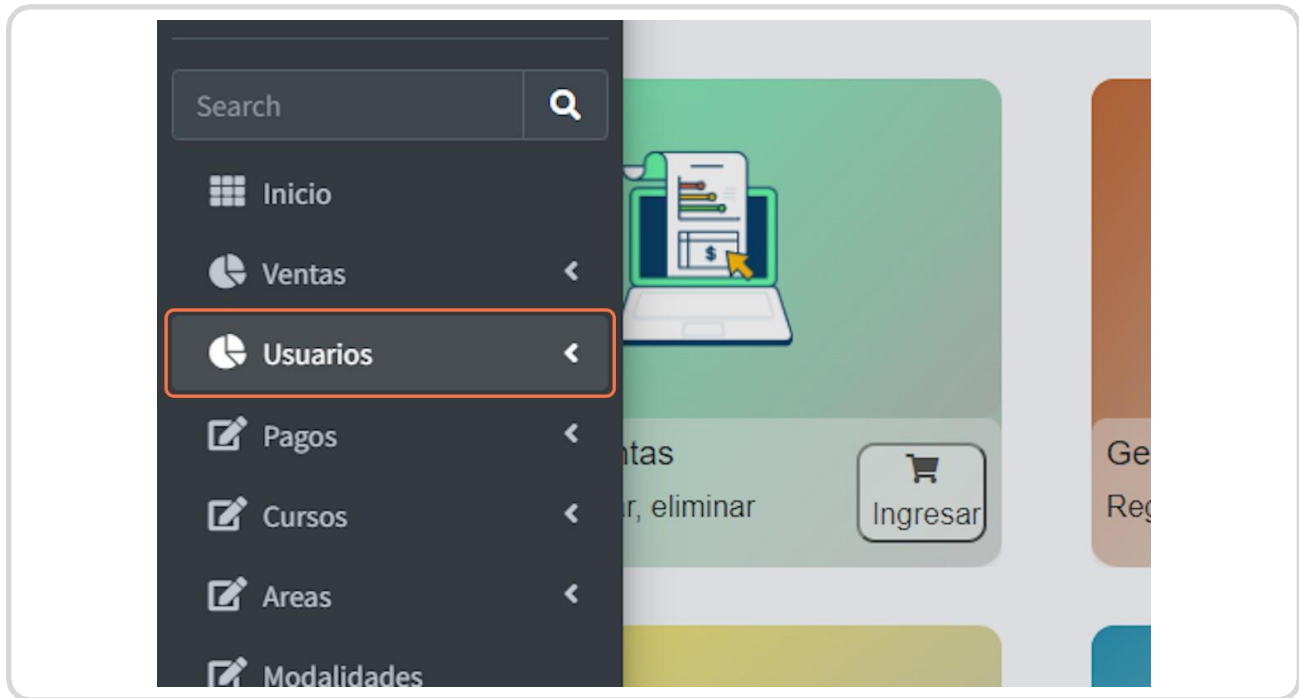 Search
Inicio
Ventas
Usuarios
Pagos
Cursos
Areas
Modalidades
$
ntas
r, eliminar
Ingresar
Ge
Reg